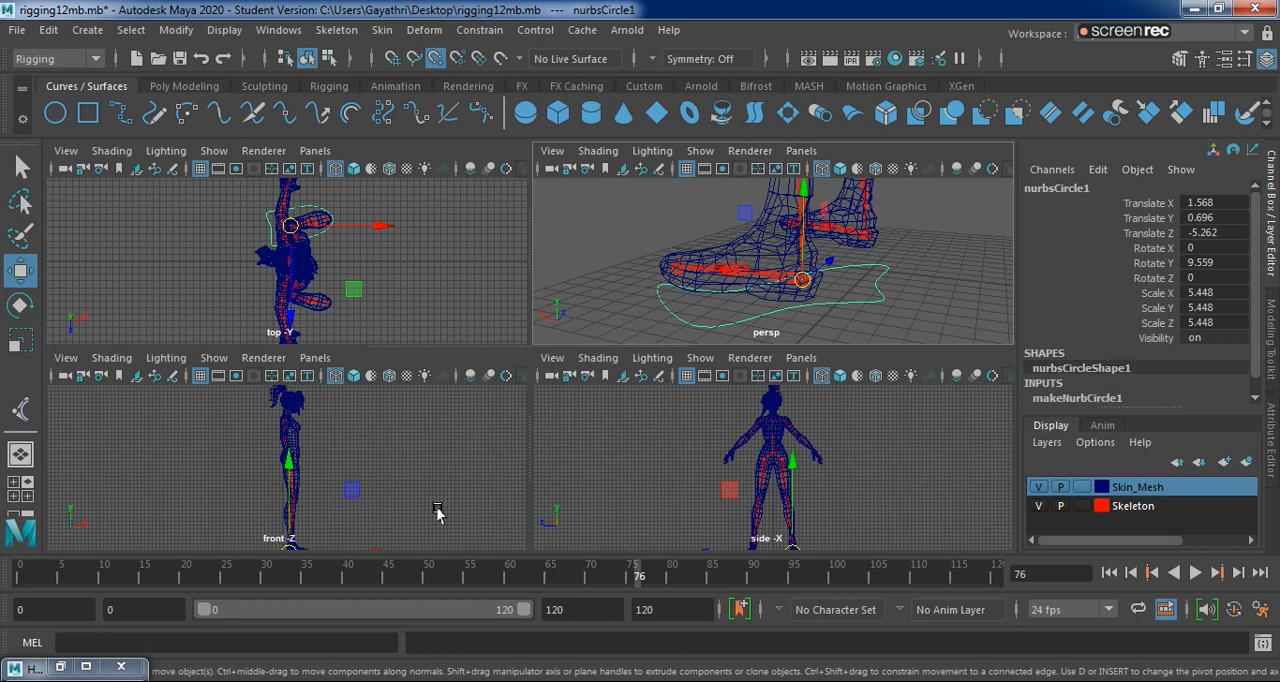 rigging12mb.mb* - Autodesk Maya 2020 - Student Version: C:\Users\Gayathri\Desktop\rigging12mb.mb --- nurbsCircle1
File Edit Create Select Modify Display Windows Skeleton Skin Deform Constrain Control Cache Arnold Help
Workspace : screenrec
Rigging No Live Surface Symmetry: Off
Curves / Surfaces Poly Modeling Sculpting Rigging Animation Rendering FX FX Caching Custom Arnold Bifrost MASH Motion Graphics XGen
View Shading Lighting Show Renderer Panels
View Shading Lighting Show Renderer Panels
top -Y
persp
View Shading Lighting Show Renderer Panels
View Shading Lighting Show Renderer Panels
front -Z
side -X
Channels Edit Object Show
nurbsCircle1
Translate X 1.568
Translate Y 0.696
Translate Z -5.262
Rotate X 0
Rotate Y 9.559
Rotate Z 0
Scale X 5.448
Scale Y 5.448
Scale Z 5.448
Visibility on
SHAPES
nurbsCircleShape1
INPUTS
makeNurbCircle1
Display Anim
Layers Options Help
V P Skin_Mesh
V P Skeleton
Channel Box / Layer Editor
Modeling Toolkit
Attribute Editor
0 5 10 15 20 25 30 35 40 45 50 55 60 65 70 75 80 85 90 95 100 105 110 115 120
76
76
0 0 0 120 120 120 No Character Set No Anim Layer 24 fps
MEL
H...
move object(s). Ctrl+middle-drag to move components along normals. Shift+drag manipulator axis or plane handles to extrude components or clone objects. Ctrl+Shift+drag to constrain movement to a connected edge. Use D or INSERT to change the pivot position and